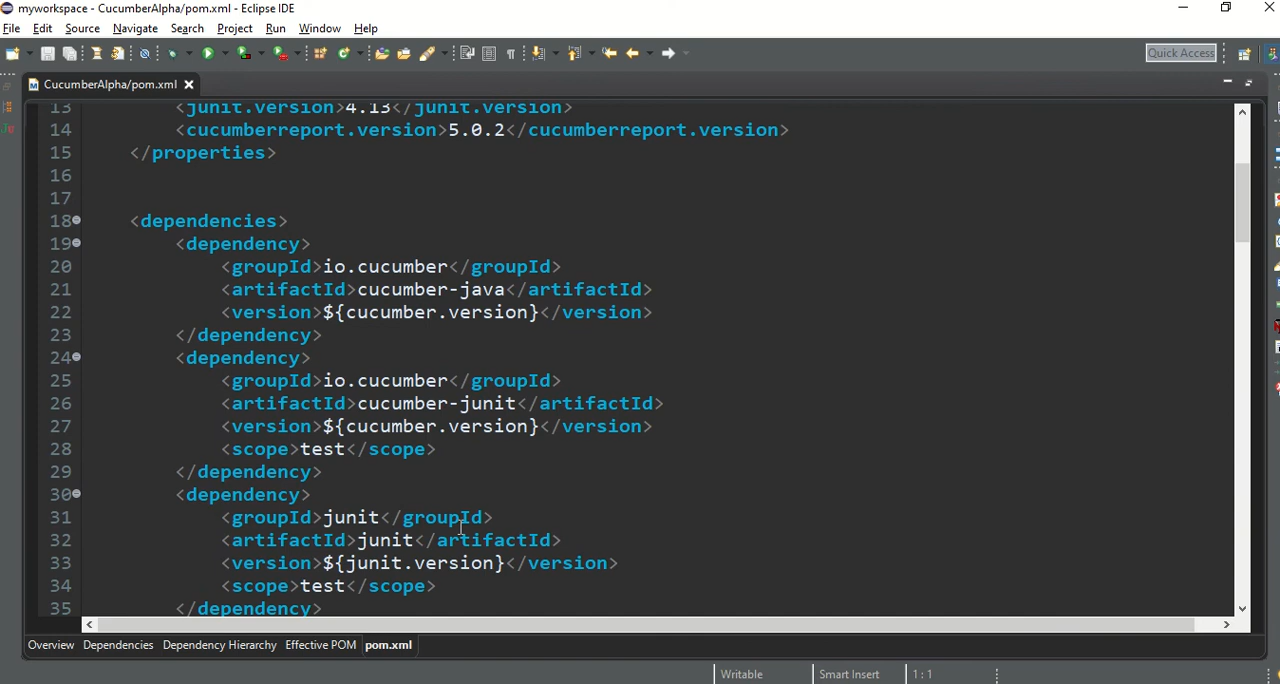 myworkspace - CucumberAlpha/pom.xml - Eclipse IDE
File Edit Source Navigate Search Project Run Window Help
Quick Access
CucumberAlpha/pom.xml
13 <junit.version>4.13</junit.version>
14 <cucumberreport.version>5.0.2</cucumberreport.version>
15 </properties>
16
17
18 <dependencies>
19 <dependency>
20 <groupId>io.cucumber</groupId>
21 <artifactId>cucumber-java</artifactId>
22 <version>${cucumber.version}</version>
23 </dependency>
24 <dependency>
25 <groupId>io.cucumber</groupId>
26 <artifactId>cucumber-junit</artifactId>
27 <version>${cucumber.version}</version>
28 <scope>test</scope>
29 </dependency>
30 <dependency>
31 <groupId>junit</groupId>
32 <artifactId>junit</artifactId>
33 <version>${junit.version}</version>
34 <scope>test</scope>
35 </dependency>
Overview Dependencies Dependency Hierarchy Effective POM pom.xml
Writable Smart Insert 1 : 1